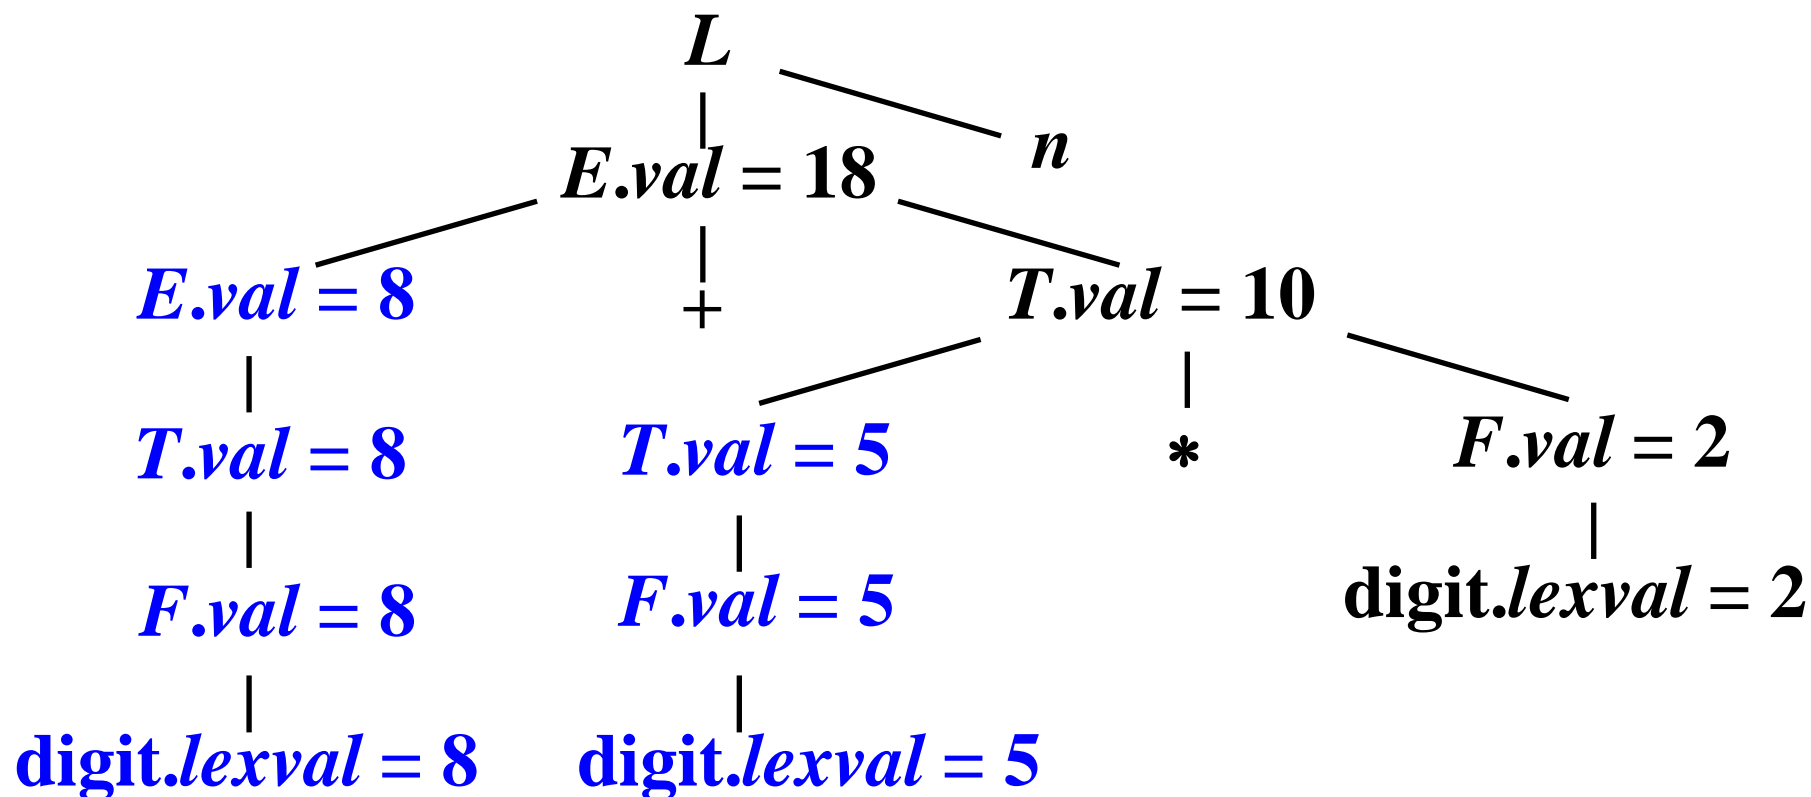 L
n
E.val = 18
E.val = 8
+
T.val = 10
T.val = 8
T.val = 5
*
F.val = 2
F.val = 8
F.val = 5
digit.lexval = 2
digit.lexval = 8
digit.lexval = 5